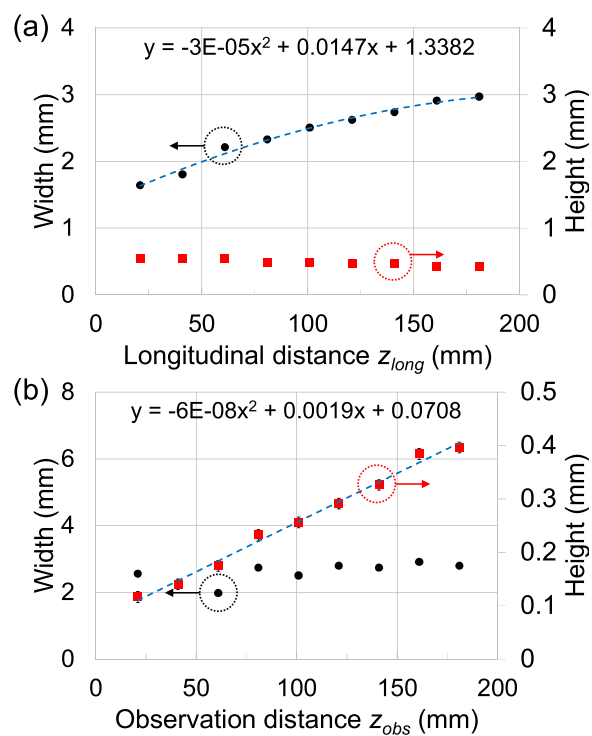 (a)
y = -3E-05x² + 0.0147x + 1.3382
4
3
2
1
0
Width (mm)
4
3
2
1
0
Height (mm)
0 50 100 150 200
Longitudinal distance z_long (mm)
(b)
y = -6E-08x² + 0.0019x + 0.0708
8
6
4
2
0
Width (mm)
0.5
0.4
0.3
0.2
0.1
0
Height (mm)
0 50 100 150 200
Observation distance z_obs (mm)